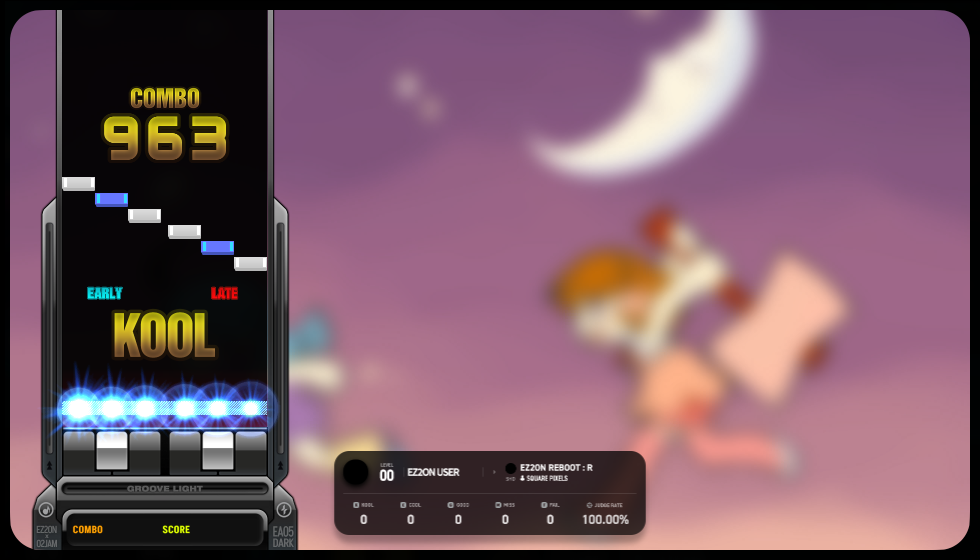 COMBO
963
EARLY LATE
KOOL
GROOVE LIGHT
COMBO SCORE
EZ2ON
x
O2JAM
EA05
DARK
LEVEL
00
EZ2ON USER
EZ2ON REBOOT : R
SQUARE PIXELS
KOOL COOL GOOD MISS FAIL JUDGE RATE
0 0 0 0 0 100.00%